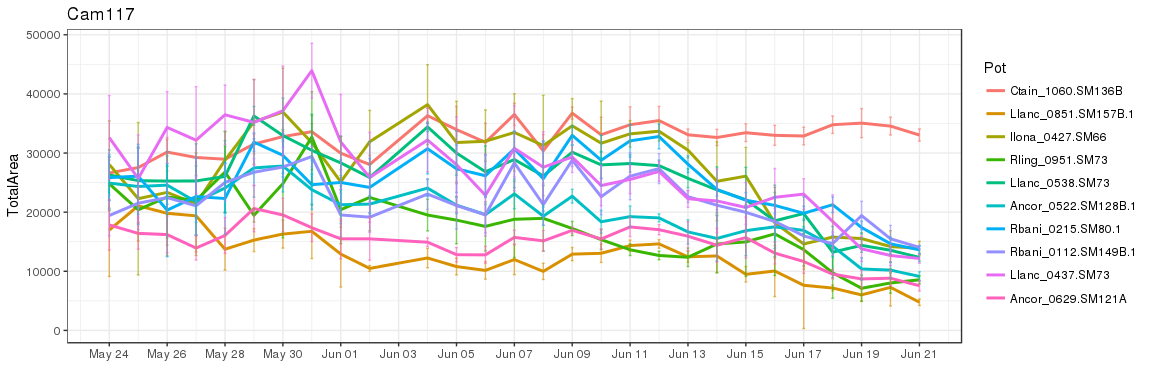 Cam117
TotalArea
50000
40000
30000
20000
10000
0
May 24 May 26 May 28 May 30 Jun 01 Jun 03 Jun 05 Jun 07 Jun 09 Jun 11 Jun 13 Jun 15 Jun 17 Jun 19 Jun 21
Pot
Ctain_1060.SM136B
Llanc_0851.SM157B.1
Ilona_0427.SM66
Rling_0951.SM73
Llanc_0538.SM73
Ancor_0522.SM128B.1
Rbani_0215.SM80.1
Rbani_0112.SM149B.1
Llanc_0437.SM73
Ancor_0629.SM121A